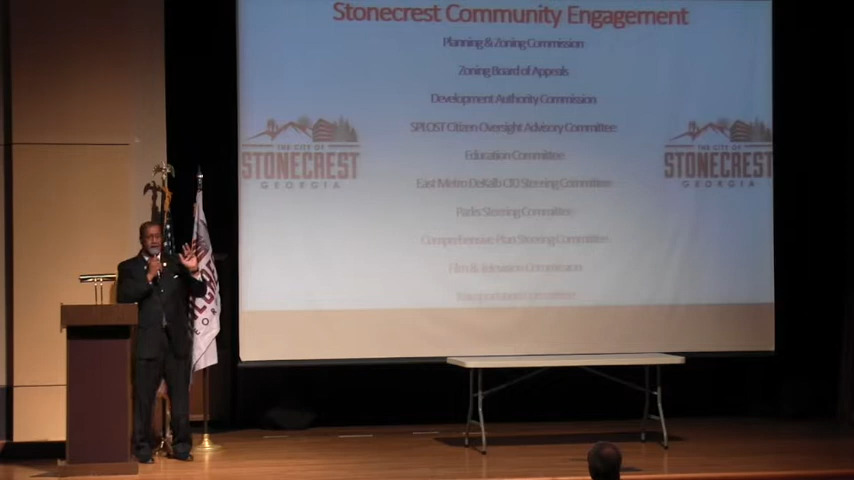 Stonecrest Community Engagement
Planning & Zoning Commission
Zoning Board of Appeals
Development Authority Commission
SPLOST Citizen Oversight Advisory Committee
Education Committee
East Metro DeKalb CID Steering Committee
Parks Steering Committee
Comprehensive Plan Steering Committee
Film & Television Commission
Transportation Committee
THE CITY OF
STONECREST
GEORGIA
THE CITY OF
STONECREST
GEORGIA